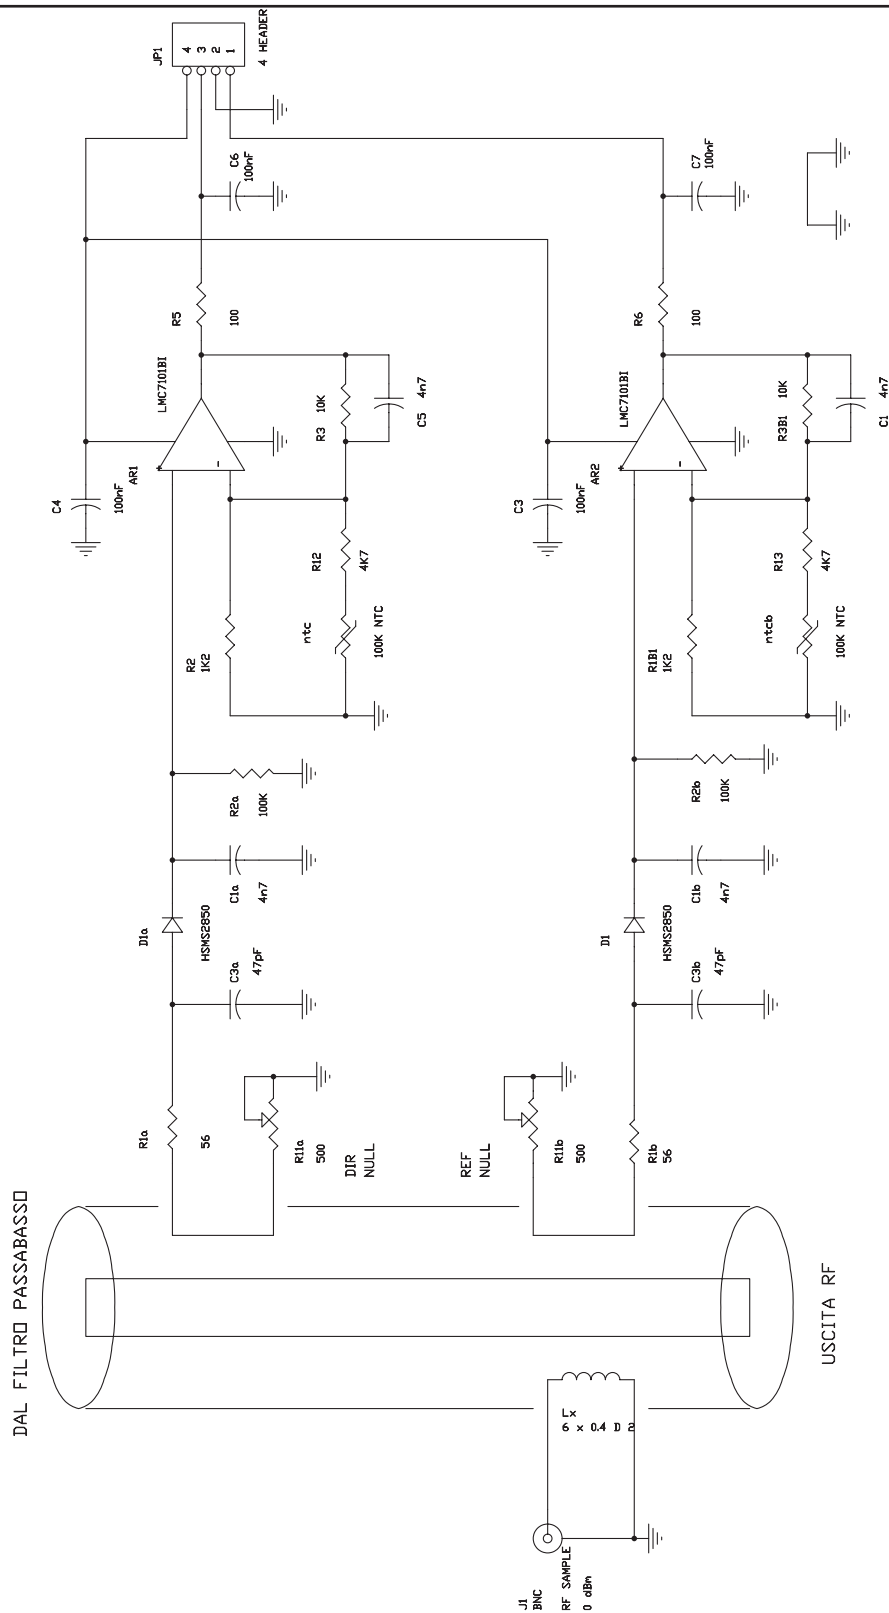 JP1
4
3
2
1
4 HEADER
C6
100nF
C7
100nF
R5
100
R6
100
LMC7101BI
+
-
AR1
C4
100nF
R3
10K
C5
4n7
LMC7101BI
+
-
AR2
C3
100nF
R3B1
10K
C1
4n7
R12
4K7
ntc
100K NTC
R2
1K2
R13
4K7
ntcb
100K NTC
R1B1
1K2
R2a
100K
R2b
100K
C1a
4n7
C1b
4n7
D1a
HSMS2850
D1
HSMS2850
C3a
47pF
C3b
47pF
R1a
56
R11a
500
DIR
NULL
REF
NULL
R11b
500
R1b
56
DAL FILTRO PASSABASSO
USCITA RF
Lx
6 x 0.4 D 2
J1
BNC
RF SAMPLE
0 dBm